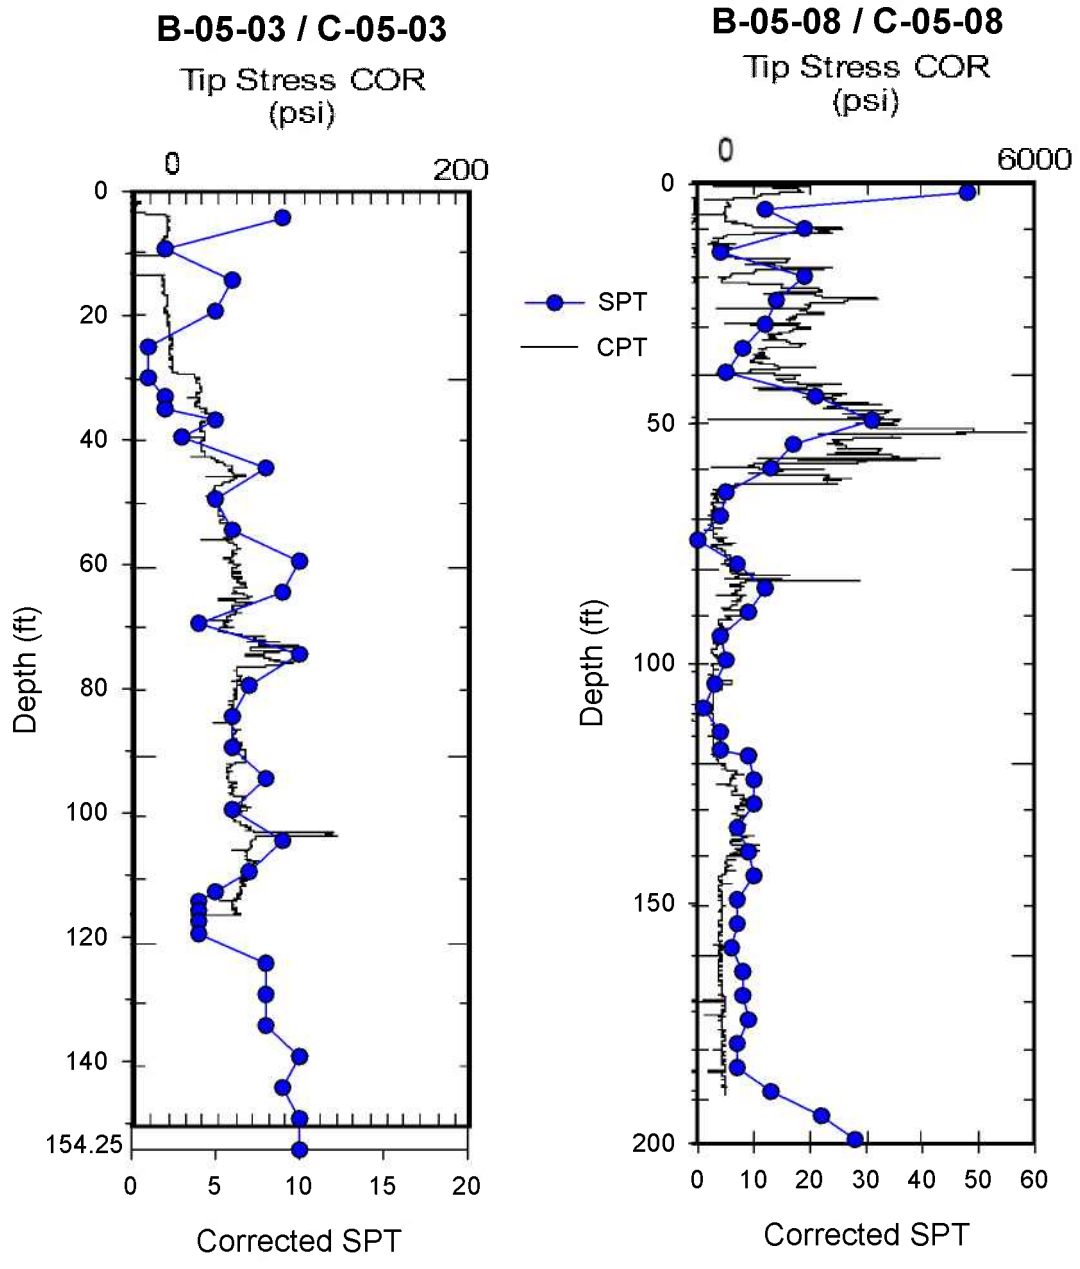 B-05-03 / C-05-03
Tip Stress COR
(psi)
0 200
0
20
40
60
80
100
120
140
154.25
0 5 10 15 20
Corrected SPT
Depth (ft)
SPT
CPT
B-05-08 / C-05-08
Tip Stress COR
(psi)
0 6000
0
50
100
150
200
0 10 20 30 40 50 60
Corrected SPT
Depth (ft)